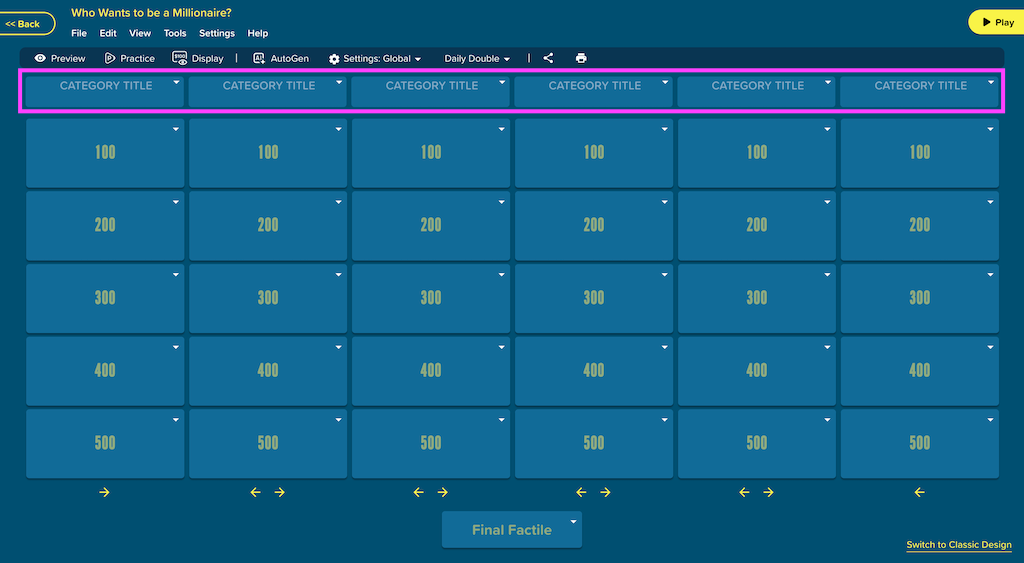 << Back
Who Wants to be a Millionaire?
File Edit View Tools Settings Help
Play
Preview Practice $100 Display | AutoGen Settings: Global Daily Double |
CATEGORY TITLE CATEGORY TITLE CATEGORY TITLE CATEGORY TITLE CATEGORY TITLE CATEGORY TITLE
100 100 100 100 100 100
200 200 200 200 200 200
300 300 300 300 300 300
400 400 400 400 400 400
500 500 500 500 500 500
Final Factile
Switch to Classic Design